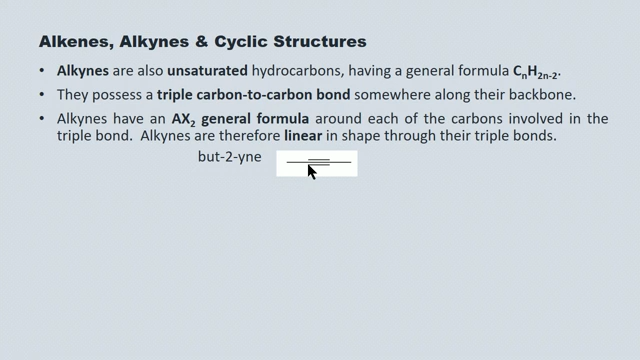 Alkenes, Alkynes & Cyclic Structures
• Alkynes are also unsaturated hydrocarbons, having a general formula CₙH₂ₙ₋₂.
• They possess a triple carbon-to-carbon bond somewhere along their backbone.
• Alkynes have an AX₂ general formula around each of the carbons involved in the
triple bond. Alkynes are therefore linear in shape through their triple bonds.
but-2-yne